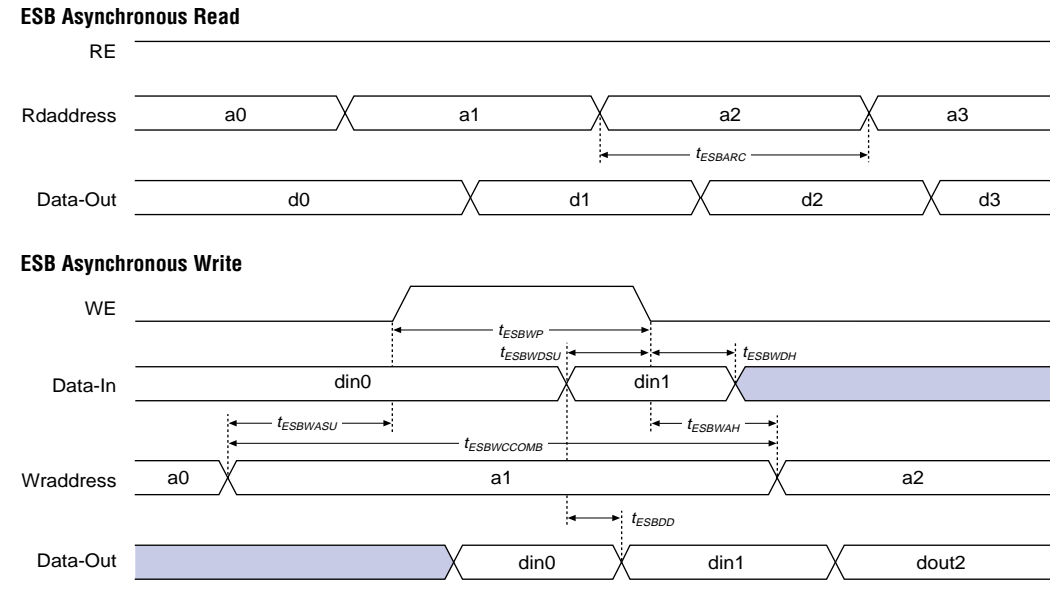 ESB Asynchronous Read
RE
Rdaddress a0 a1 a2 a3
tESBARC
Data-Out d0 d1 d2 d3
ESB Asynchronous Write
WE
tESBWP
tESBWDSU tESBWDH
Data-In din0 din1
tESBWASU tESBWAH
tESBWCCOMB
Wraddress a0 a1 a2
tESBDD
Data-Out din0 din1 dout2